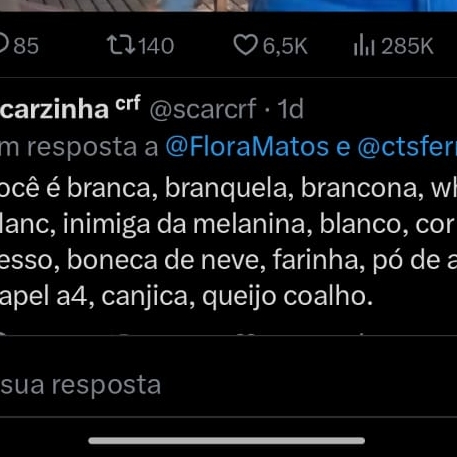 85 140 6,5K 285K
carzinha crf @scarcrf · 1d
m resposta a @FloraMatos e @ctsferr
ocê é branca, branquela, brancona, wh
lanc, inimiga da melanina, blanco, cor
esso, boneca de neve, farinha, pó de a
apel a4, canjica, queijo coalho.
sua resposta